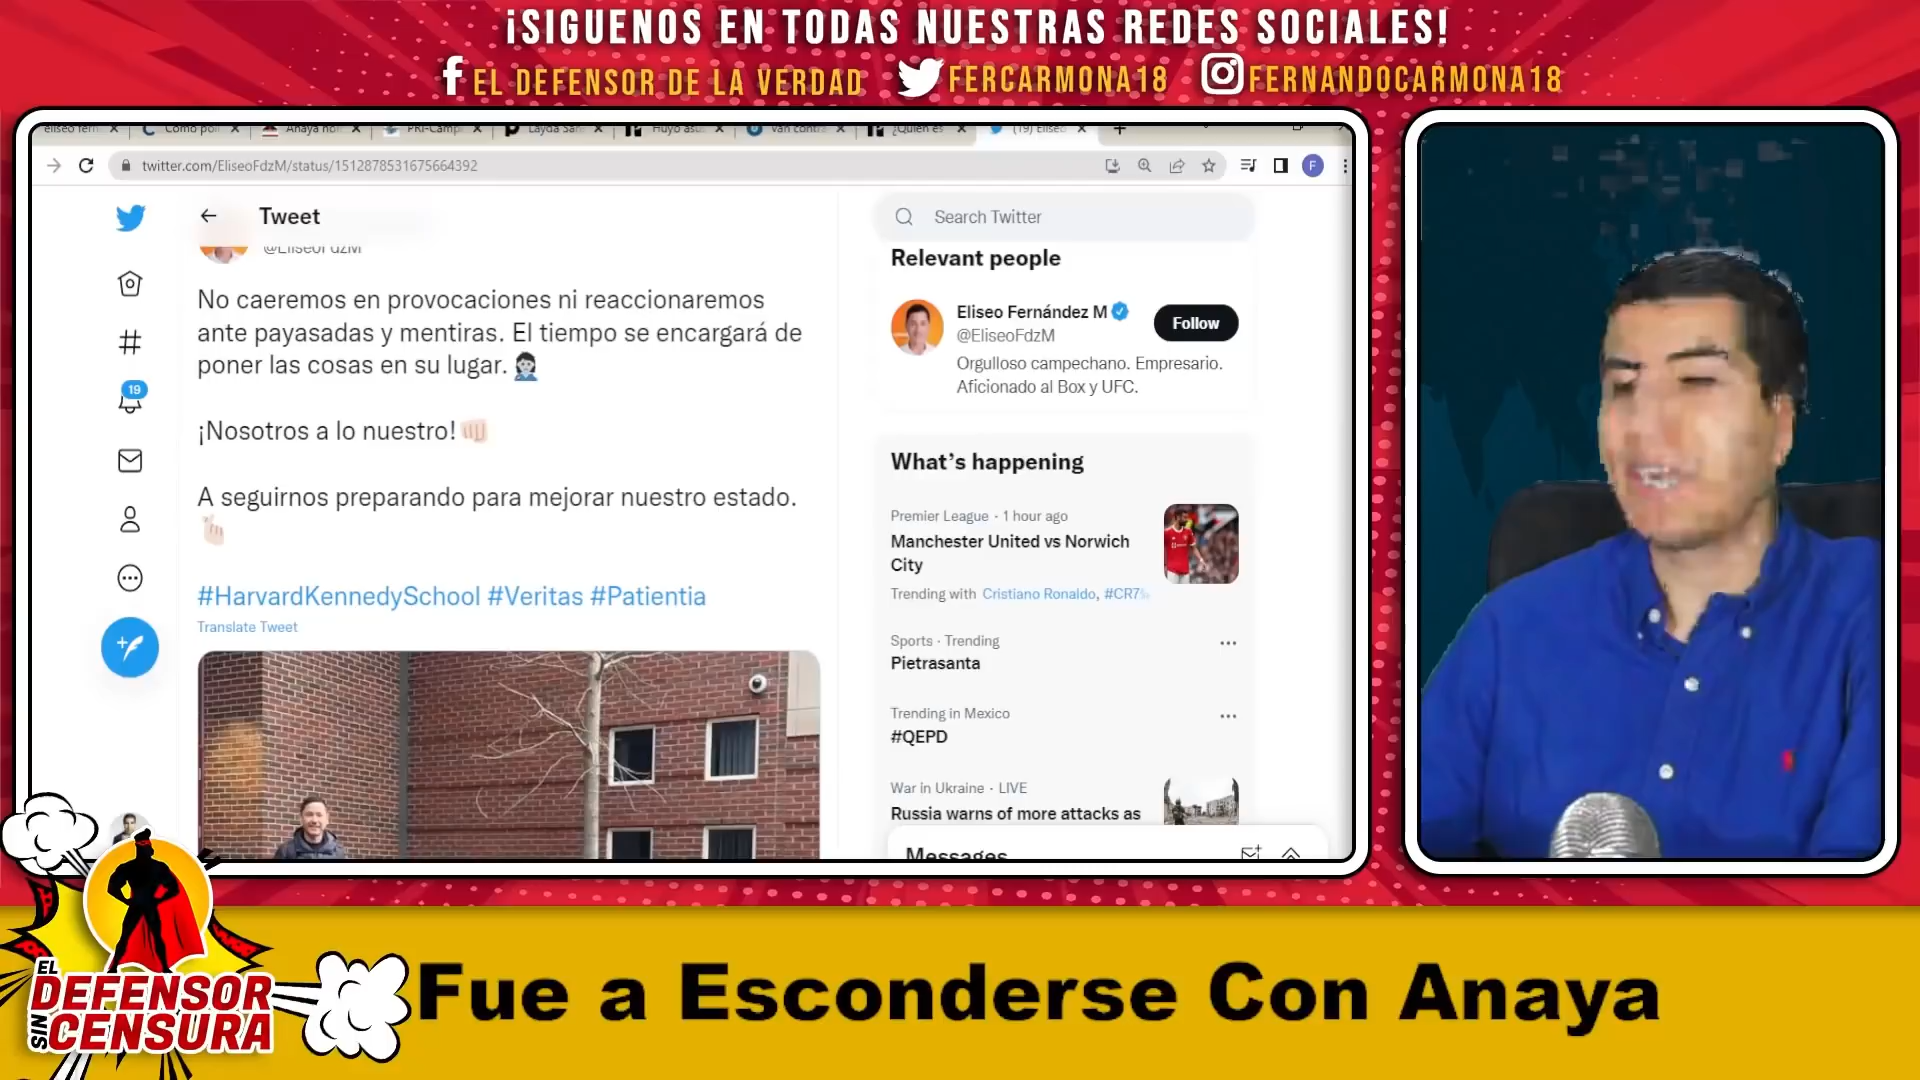 ¡SIGUENOS EN TODAS NUESTRAS REDES SOCIALES!
EL DEFENSOR DE LA VERDAD
FERCARMONA18
FERNANDOCARMONA18
twitter.com/EliseoFdzM/status/1512878531675664392
F
Tweet
@EliseoFdzM
No caeremos en provocaciones ni reaccionaremos
ante payasadas y mentiras. El tiempo se encargará de
poner las cosas en su lugar.
¡Nosotros a lo nuestro!
A seguirnos preparando para mejorar nuestro estado.
#HarvardKennedySchool #Veritas #Patientia
Translate Tweet
19
Search Twitter
Relevant people
Eliseo Fernández M
@EliseoFdzM
Follow
Orgulloso campechano. Empresario.
Aficionado al Box y UFC.
What's happening
Premier League · 1 hour ago
Manchester United vs Norwich
City
Trending with Cristiano Ronaldo, #CR7
Sports · Trending
Pietrasanta
Trending in Mexico
#QEPD
War in Ukraine · LIVE
Russia warns of more attacks as
Messages
EL
DEFENSOR
SIN
CENSURA
Fue a Esconderse Con Anaya